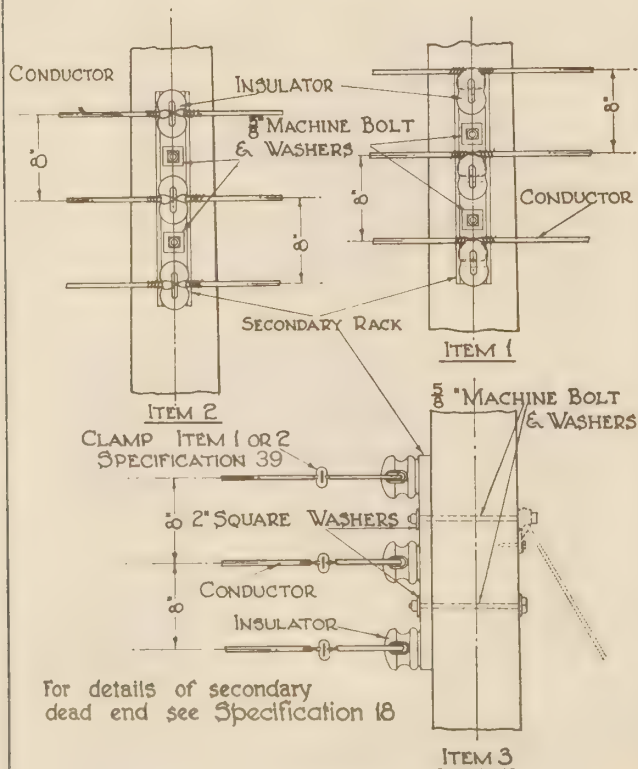 CONDUCTOR
INSULATOR
5/8" MACHINE BOLT
& WASHERS
8"
8"
8"
8"
CONDUCTOR
SECONDARY RACK
ITEM 1
ITEM 2
5/8" MACHINE BOLT
& WASHERS
CLAMP ITEM 1 OR 2
SPECIFICATION 39
8"
2" SQUARE WASHERS
CONDUCTOR
8"
INSULATOR
For details of secondary
dead end see Specification 18
ITEM 3